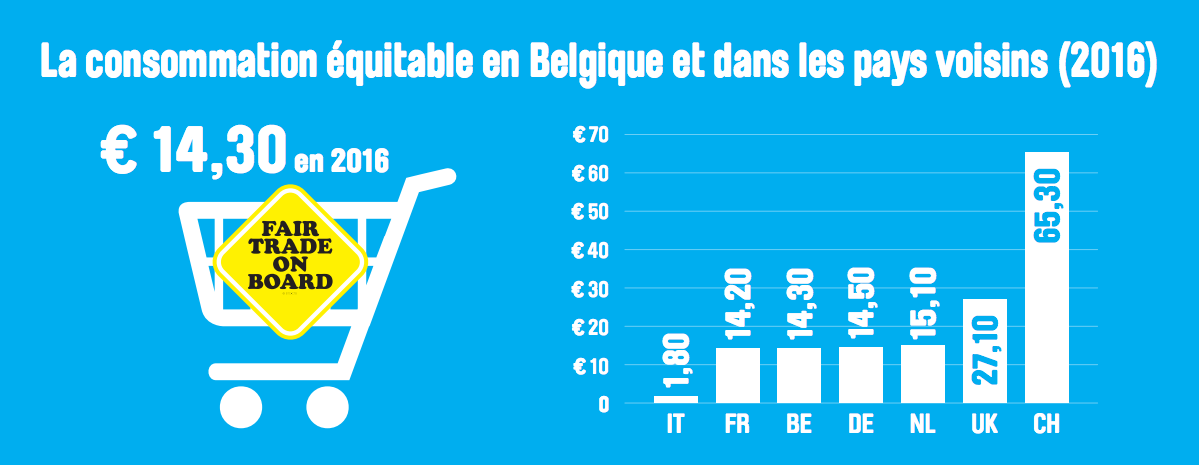 La consommation équitable en Belgique et dans les pays voisins (2016)
€ 14,30 en 2016
FAIR
TRADE
ON
BOARD
€ 70
€ 60
€ 50
€ 40
€ 30
€ 20
€ 10
0
1,80
14,20
14,30
14,50
15,10
27,10
65,30
IT FR BE DE NL UK CH